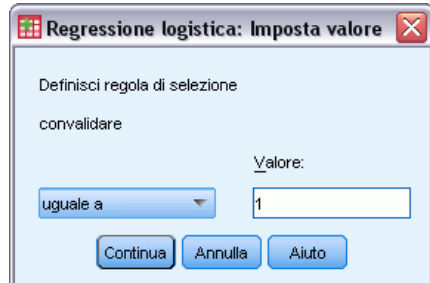 Regressione logistica: Imposta valore
Definisci regola di selezione
convalidare
Valore:
uguale a 1
Continua Annulla Aiuto